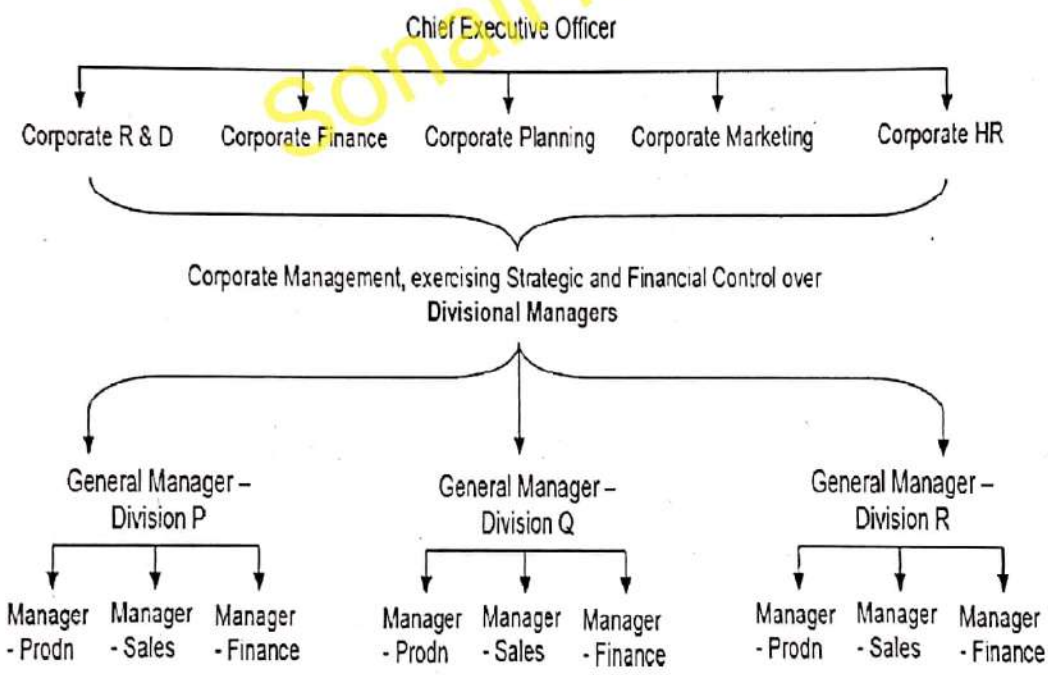 Chief Executive Officer
Sonali
Corporate R & D
Corporate Finance
Corporate Planning
Corporate Marketing
Corporate HR
Corporate Management, exercising Strategic and Financial Control over
Divisional Managers
General Manager –
Division P
General Manager –
Division Q
General Manager –
Division R
Manager
- Prodn
Manager
- Sales
Manager
- Finance
Manager
- Prodn
Manager
- Sales
Manager
- Finance
Manager
- Prodn
Manager
- Sales
Manager
- Finance